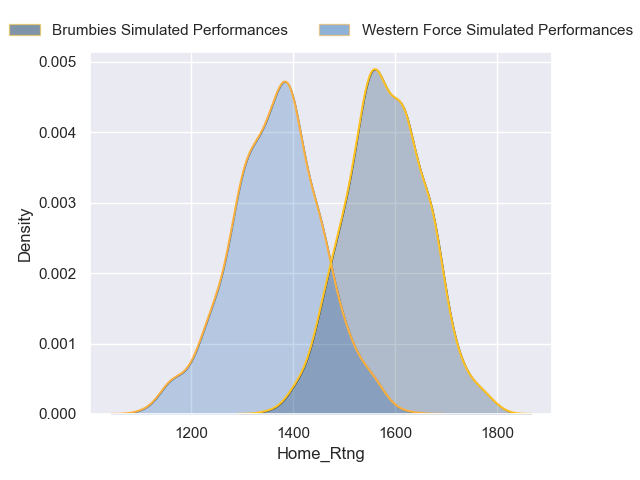 Brumbies Simulated Performances Western Force Simulated Performances
0.005
0.004
0.003
0.002
0.001
0.000
Density
1200 1400 1600 1800
Home_Rtng